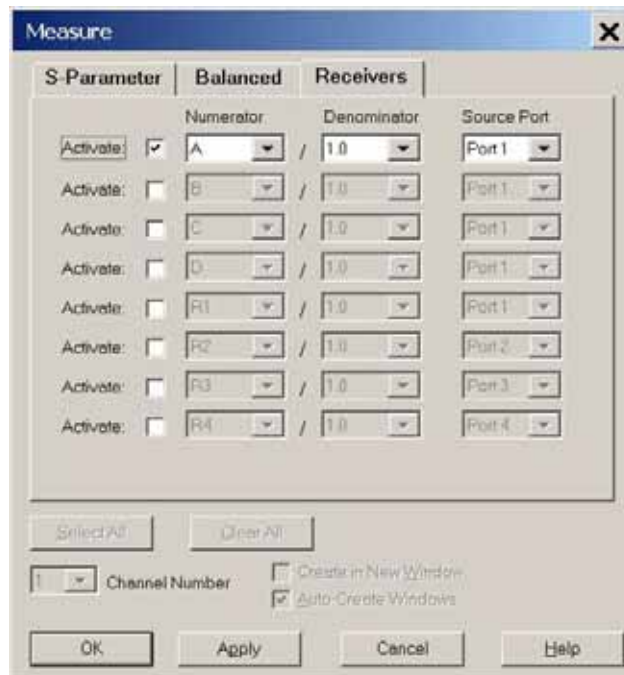 Measure
S-Parameter Balanced Receivers
Numerator Denominator Source Port
Activate: A / 1.0 Port 1
Activate: B / 1.0 Port 1
Activate: C / 1.0 Port 1
Activate: D / 1.0 Port 1
Activate: R1 / 1.0 Port 1
Activate: R2 / 1.0 Port 2
Activate: R3 / 1.0 Port 3
Activate: R4 / 1.0 Port 4
Select All Clear All
1 Channel Number
Create in New Window
Auto-Create Windows
OK Apply Cancel Help